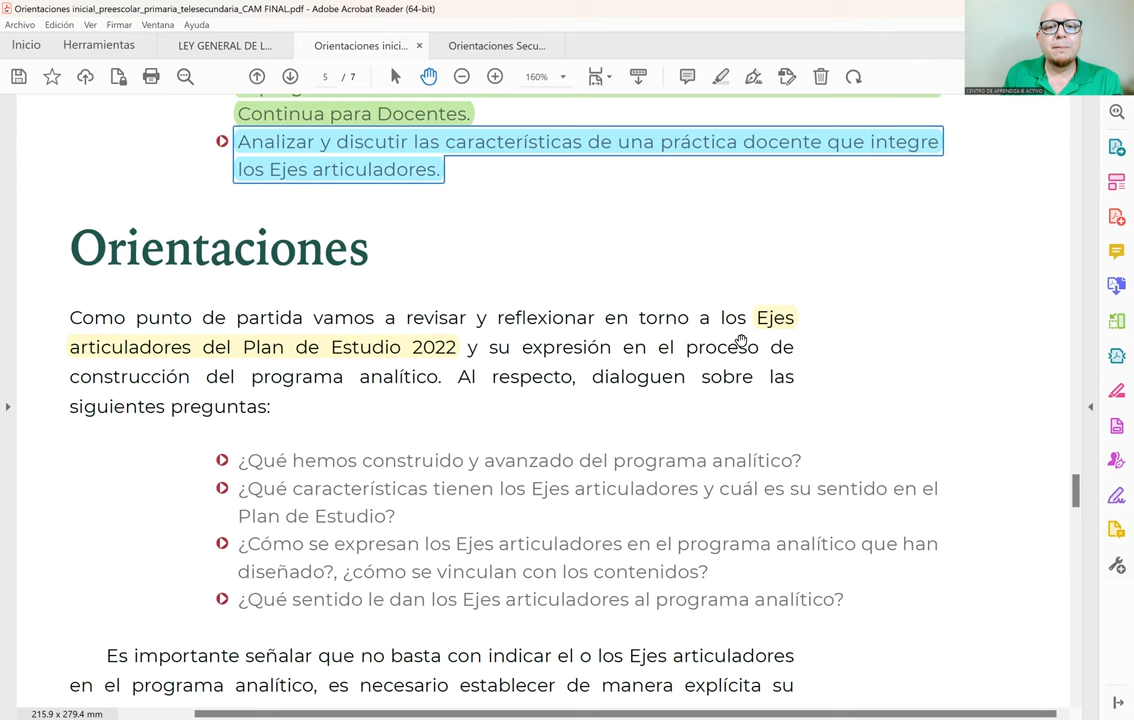 Orientaciones inicial_preescolar_primaria_telesecundaria_CAM FINAL.pdf - Adobe Acrobat Reader (64-bit)
Archivo Edición Ver Firmar Ventana Ayuda
Inicio Herramientas LEY GENERAL DE L... Orientaciones inici... × Orientaciones Secu...
5 / 7 160%
CENTRO DE APRENDIZAJE ACTIVO
Continua para Docentes.
Analizar y discutir las características de una práctica docente que integre
los Ejes articuladores.
Orientaciones
Como punto de partida vamos a revisar y reflexionar en torno a los Ejes
articuladores del Plan de Estudio 2022 y su expresión en el proceso de
construcción del programa analítico. Al respecto, dialoguen sobre las
siguientes preguntas:
¿Qué hemos construido y avanzado del programa analítico?
¿Qué características tienen los Ejes articuladores y cuál es su sentido en el
Plan de Estudio?
¿Cómo se expresan los Ejes articuladores en el programa analítico que han
diseñado?, ¿cómo se vinculan con los contenidos?
¿Qué sentido le dan los Ejes articuladores al programa analítico?
Es importante señalar que no basta con indicar el o los Ejes articuladores
en el programa analítico, es necesario establecer de manera explícita su
215.9 x 279.4 mm